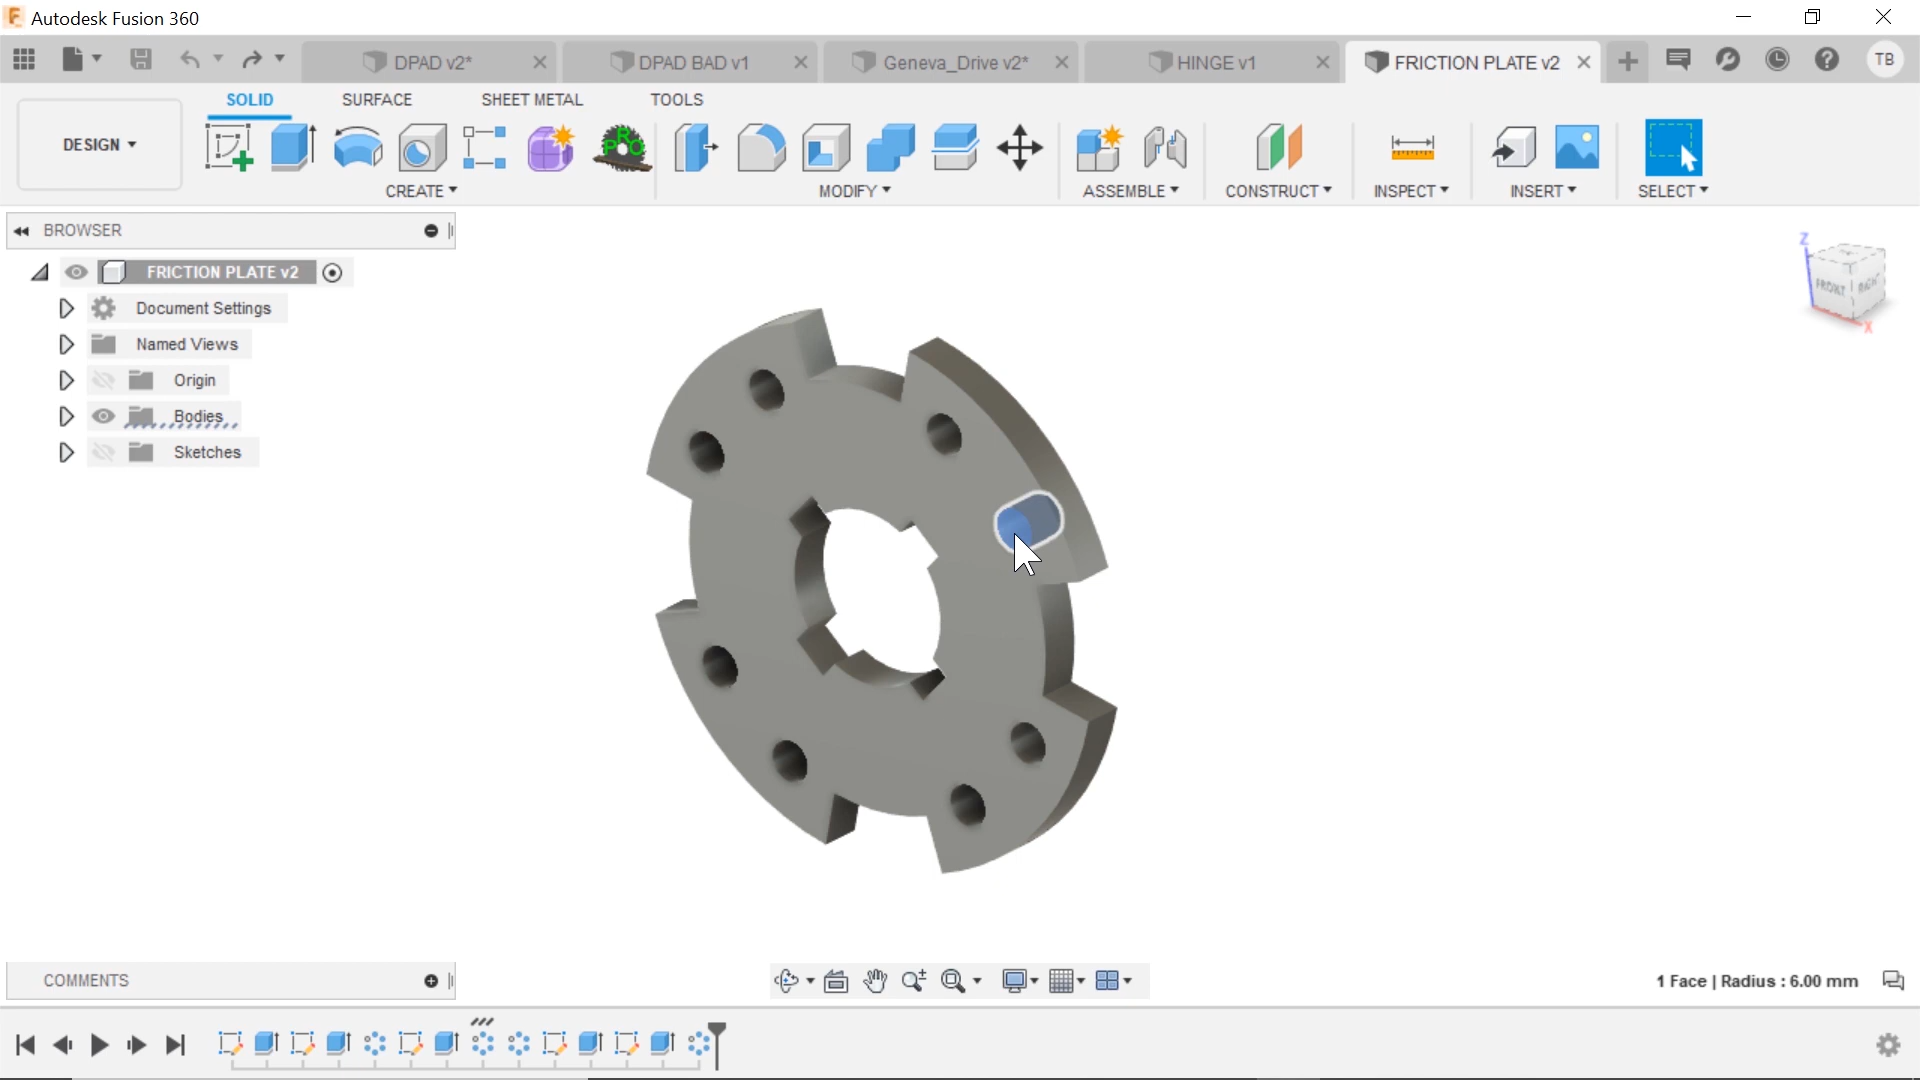 Autodesk Fusion 360
DPAD v2* DPAD BAD v1 Geneva_Drive v2* HINGE v1 FRICTION PLATE v2 TB
SOLID SURFACE SHEET METAL TOOLS
DESIGN
CREATE MODIFY ASSEMBLE CONSTRUCT INSPECT INSERT SELECT
BROWSER
FRICTION PLATE v2
Document Settings
Named Views
Origin
Bodies
Sketches
Z
FRONT RIGHT
X
COMMENTS
1 Face | Radius : 6.00 mm